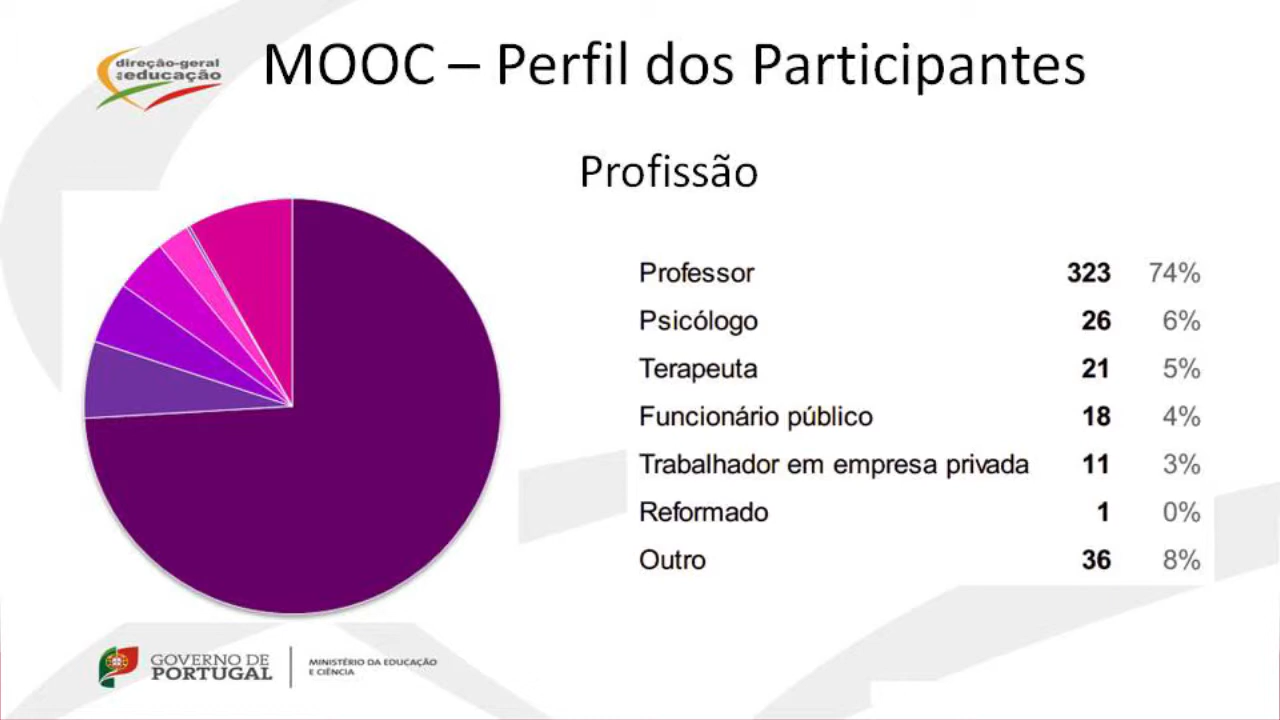 direção-geral
da educação
MOOC – Perfil dos Participantes
Profissão
Professor 323 74%
Psicólogo 26 6%
Terapeuta 21 5%
Funcionário público 18 4%
Trabalhador em empresa privada 11 3%
Reformado 1 0%
Outro 36 8%
GOVERNO DE
PORTUGAL
MINISTÉRIO DA EDUCAÇÃO
E CIÊNCIA